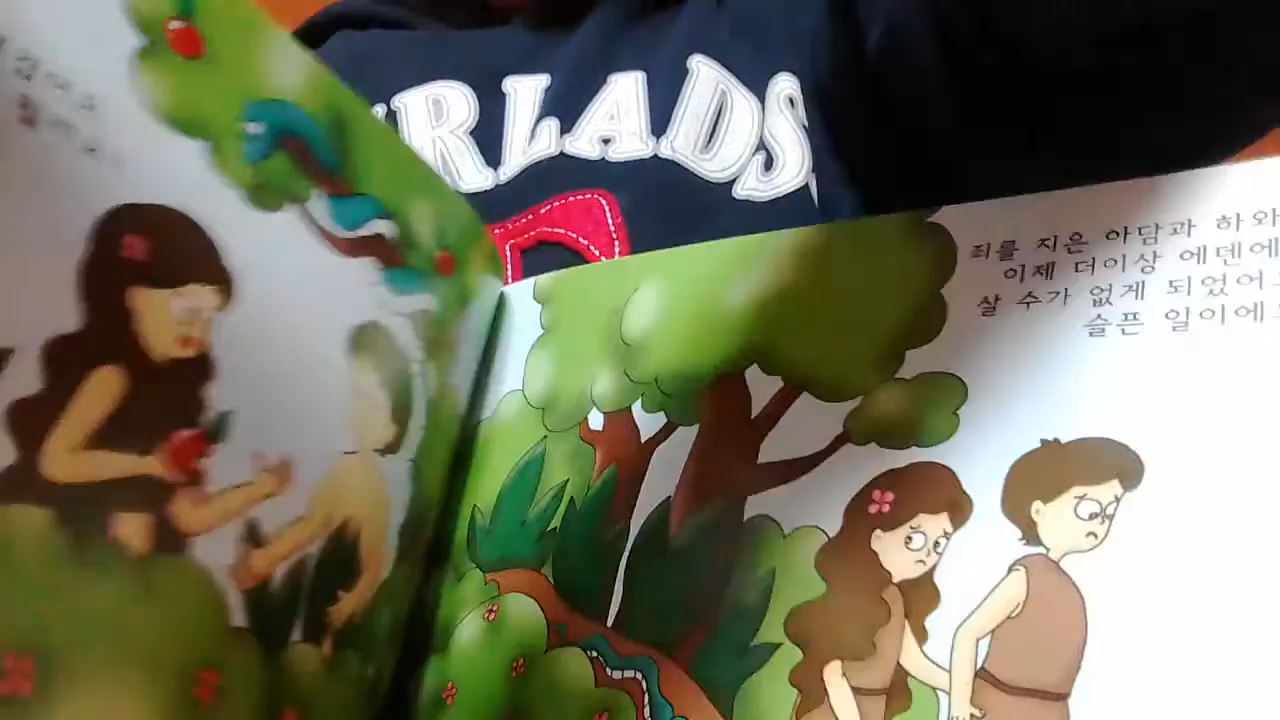 RLADS
죄를 지은 아담과 하와
이제 더이상 에덴에
살 수가 없게 되었어
슬픈 일이에